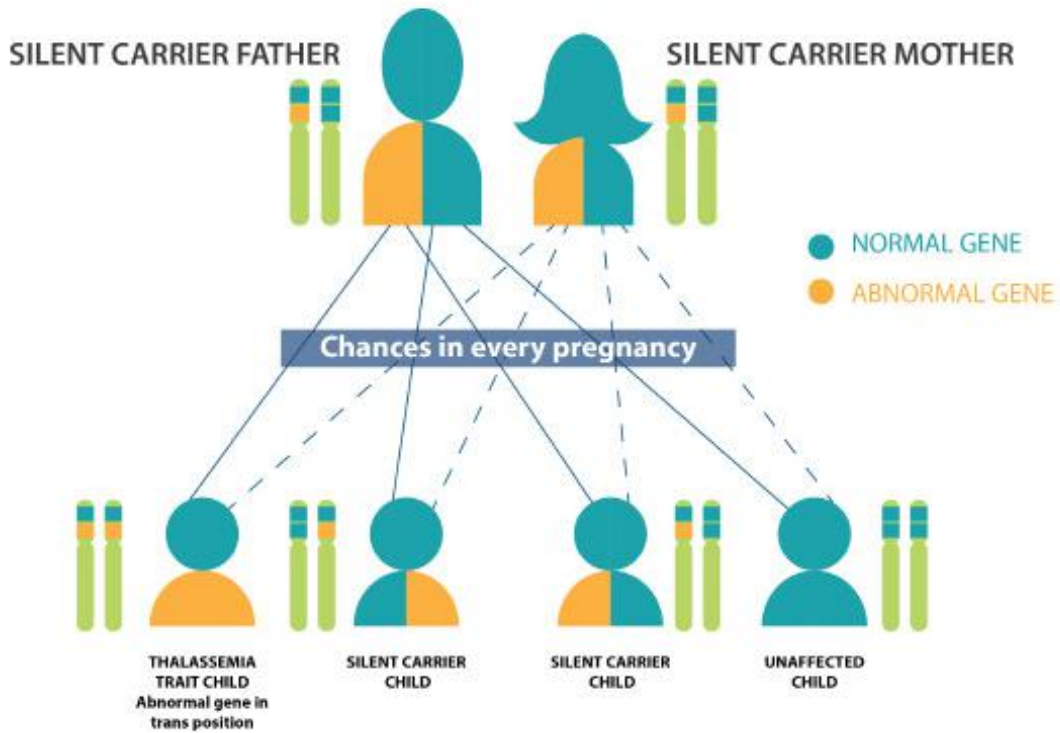 SILENT CARRIER FATHER
SILENT CARRIER MOTHER
NORMAL GENE
ABNORMAL GENE
Chances in every pregnancy
THALASSEMIA
TRAIT CHILD
Abnormal gene in
trans position
SILENT CARRIER
CHILD
SILENT CARRIER
CHILD
UNAFFECTED
CHILD